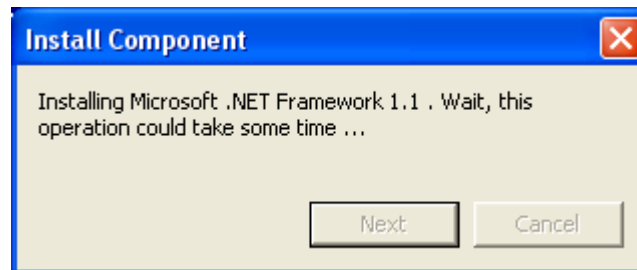 Install Component
Installing Microsoft .NET Framework 1.1 . Wait, this
operation could take some time ...
Next
Cancel